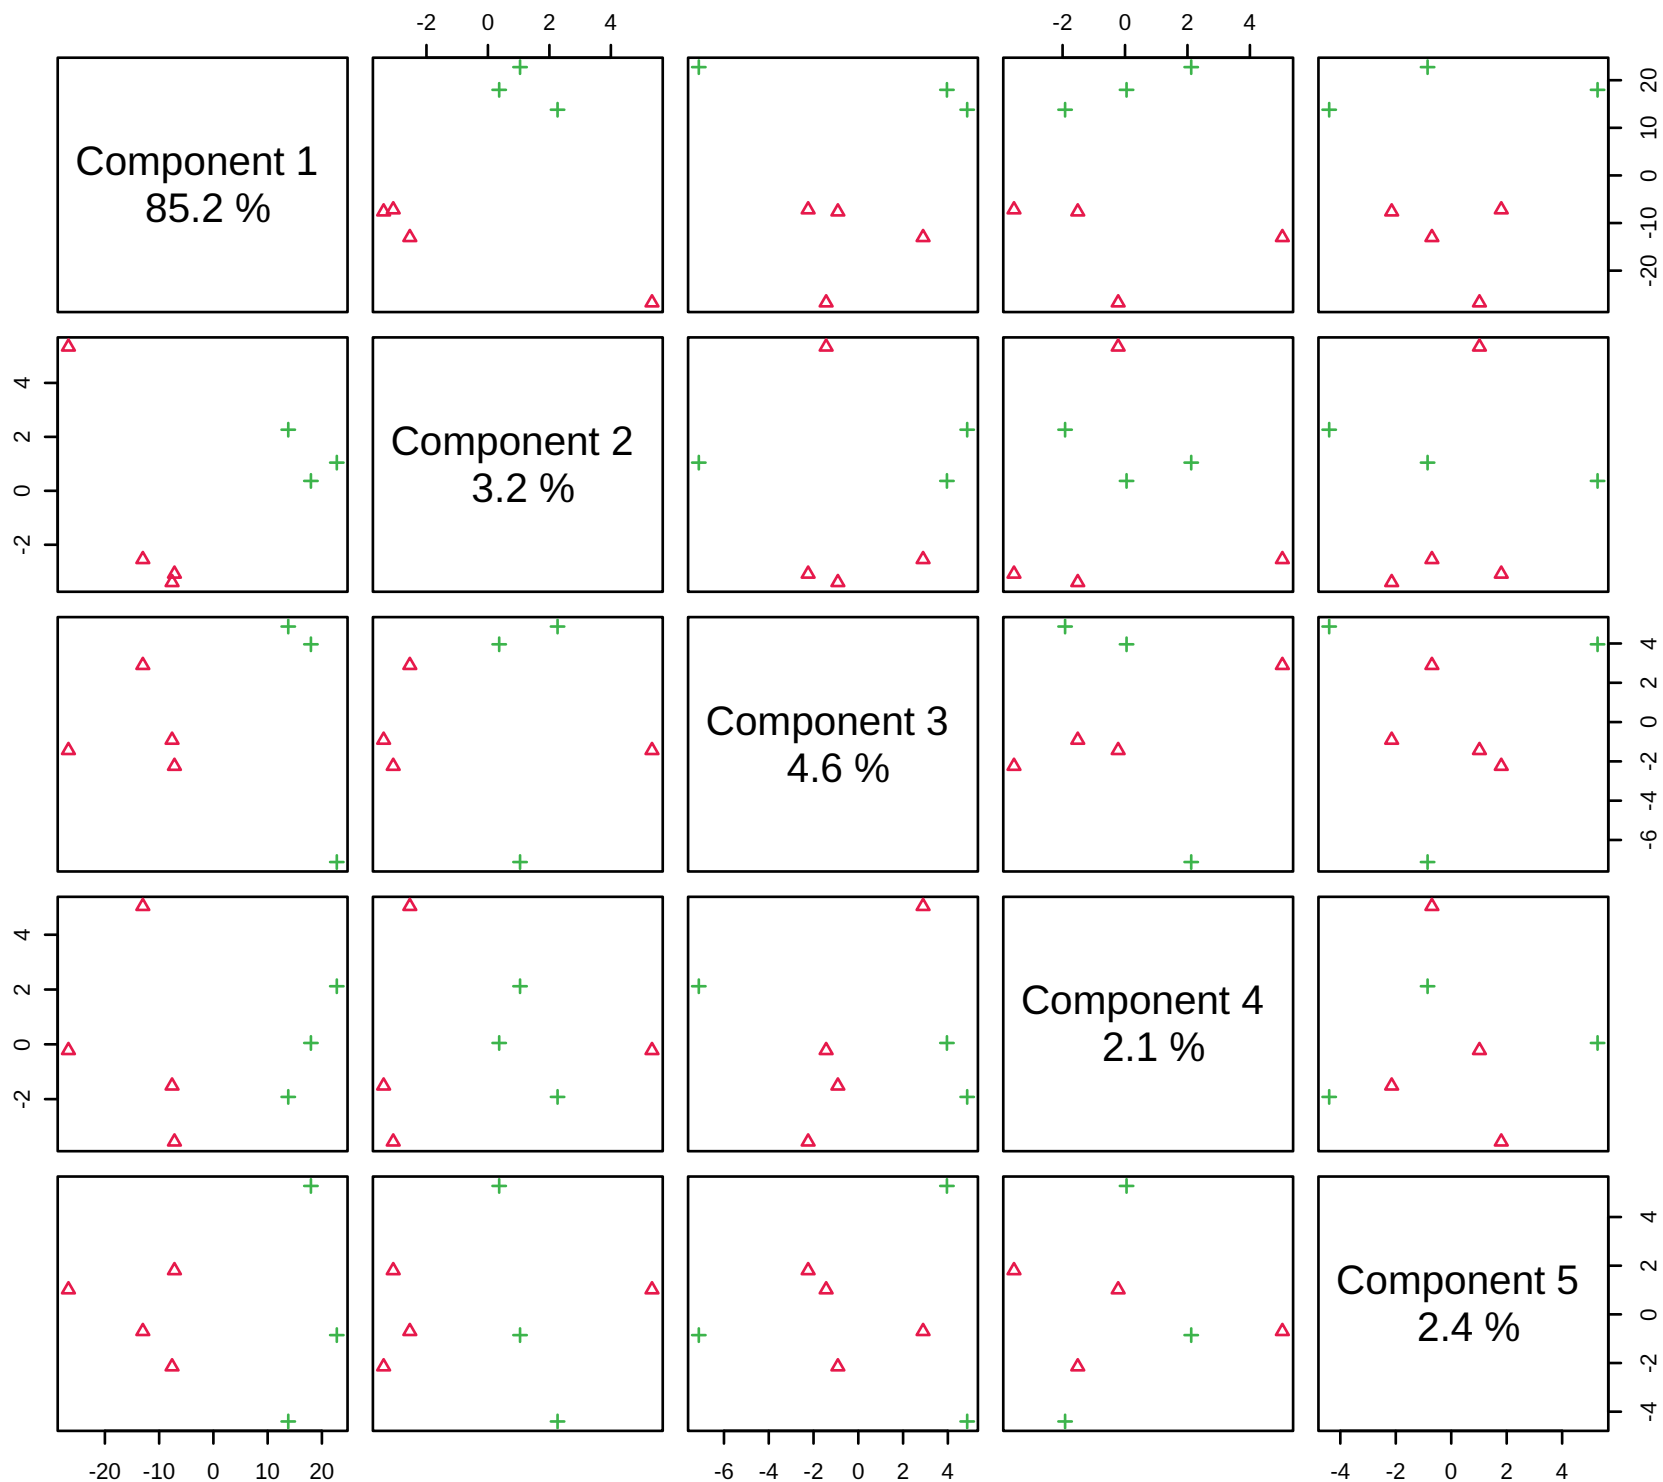 -2 0 2 4 -2 0 2 4
Component 1
85.2 %
20 10 0 -10 -20
4 2 0 -2
Component 2
3.2 %
Component 3
4.6 %
4 2 0 -2 -4 -6
4 2 0 -2
Component 4
2.1 %
Component 5
2.4 %
4 2 0 -2 -4
-20 -10 0 10 20 -6 -4 -2 0 2 4 -4 -2 0 2 4